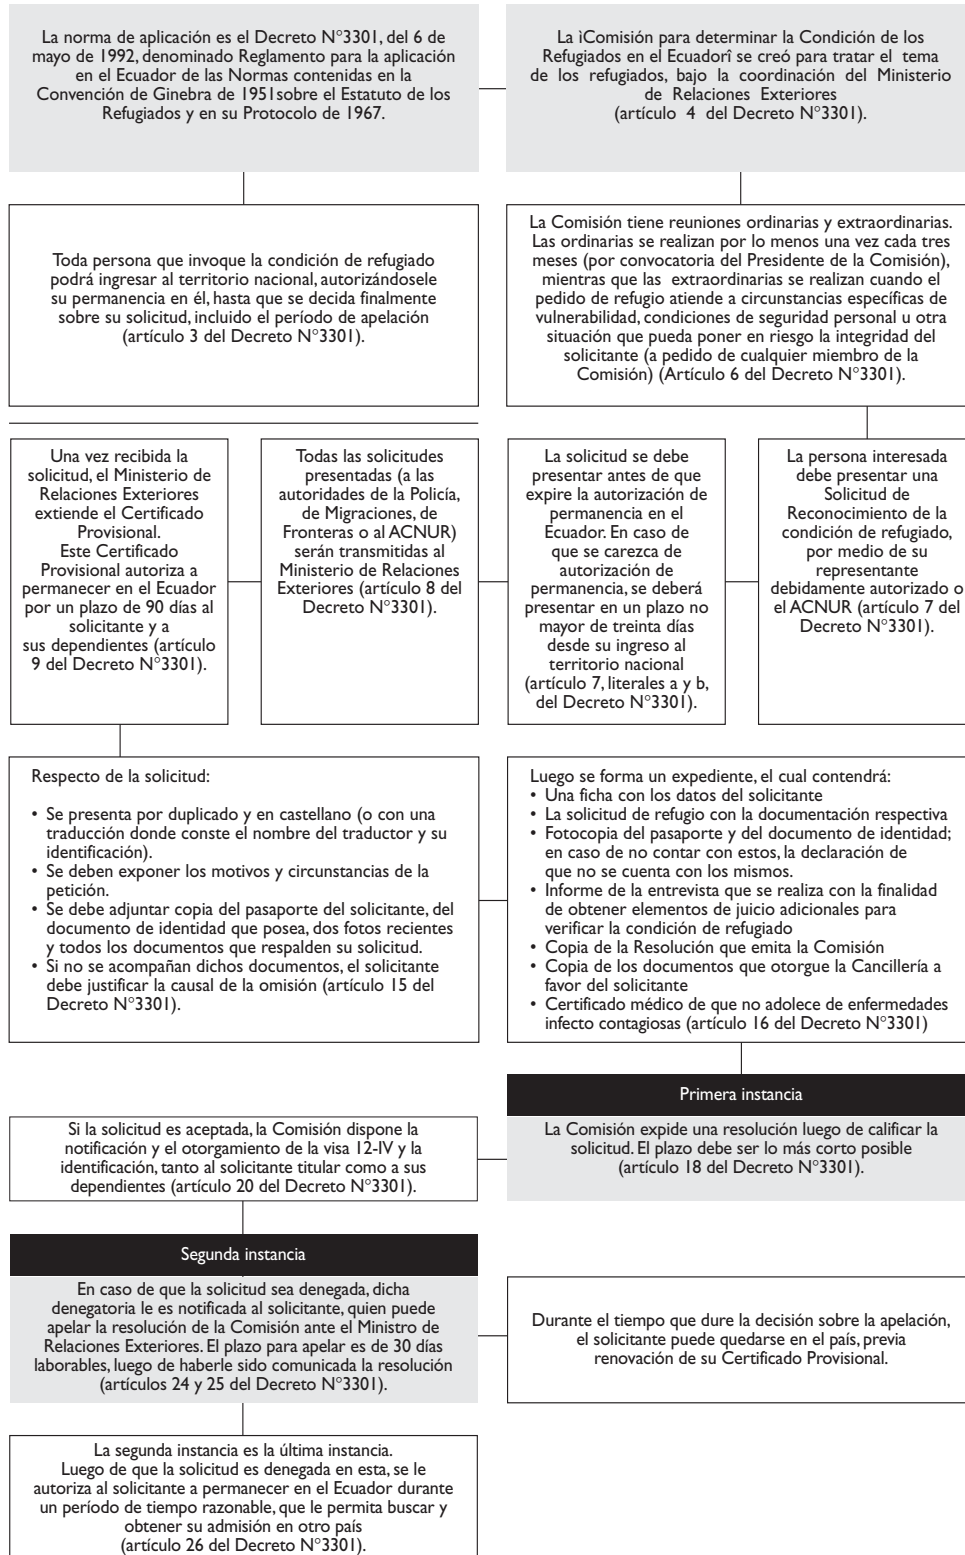 La norma de aplicación es el Decreto N°3301, del 6 de
mayo de 1992, denominado Reglamento para la aplicación
en el Ecuador de las Normas contenidas en la
Convención de Ginebra de 1951sobre el Estatuto de los
Refugiados y en su Protocolo de 1967.
La ìComisión para determinar la Condición de los
Refugiados en el Ecuadorî se creó para tratar el tema
de los refugiados, bajo la coordinación del Ministerio
de Relaciones Exteriores
(artículo 4 del Decreto N°3301).
Toda persona que invoque la condición de refugiado
podrá ingresar al territorio nacional, autorizándosele
su permanencia en él, hasta que se decida finalmente
sobre su solicitud, incluido el período de apelación
(artículo 3 del Decreto N°3301).
La Comisión tiene reuniones ordinarias y extraordinarias.
Las ordinarias se realizan por lo menos una vez cada tres
meses (por convocatoria del Presidente de la Comisión),
mientras que las extraordinarias se realizan cuando el
pedido de refugio atiende a circunstancias específicas de
vulnerabilidad, condiciones de seguridad personal u otra
situación que pueda poner en riesgo la integridad del
solicitante (a pedido de cualquier miembro de la
Comisión) (Artículo 6 del Decreto N°3301).
Una vez recibida la
solicitud, el Ministerio de
Relaciones Exteriores
extiende el Certificado
Provisional.
Este Certificado
Provisional autoriza a
permanecer en el Ecuador
por un plazo de 90 días al
solicitante y a
sus dependientes (artículo
9 del Decreto N°3301).
Todas las solicitudes
presentadas (a las
autoridades de la Policía,
de Migraciones, de
Fronteras o al ACNUR)
serán transmitidas al
Ministerio de Relaciones
Exteriores (artículo 8 del
Decreto N°3301).
La solicitud se debe
presentar antes de que
expire la autorización de
permanencia en el
Ecuador. En caso de
que se carezca de
autorización de
permanencia, se deberá
presentar en un plazo no
mayor de treinta días
desde su ingreso al
territorio nacional
(artículo 7, literales a y b,
del Decreto N°3301).
La persona interesada
debe presentar una
Solicitud de
Reconocimiento de la
condición de refugiado,
por medio de su
representante
debidamente autorizado o
el ACNUR (artículo 7 del
Decreto N°3301).
Respecto de la solicitud:
• Se presenta por duplicado y en castellano (o con una
traducción donde conste el nombre del traductor y su
identificación).
• Se deben exponer los motivos y circunstancias de la
petición.
• Se debe adjuntar copia del pasaporte del solicitante, del
documento de identidad que posea, dos fotos recientes
y todos los documentos que respalden su solicitud.
• Si no se acompañan dichos documentos, el solicitante
debe justificar la causal de la omisión (artículo 15 del
Decreto N°3301).
Luego se forma un expediente, el cual contendrá:
• Una ficha con los datos del solicitante
• La solicitud de refugio con la documentación respectiva
• Fotocopia del pasaporte y del documento de identidad;
en caso de no contar con estos, la declaración de
que no se cuenta con los mismos.
• Informe de la entrevista que se realiza con la finalidad
de obtener elementos de juicio adicionales para
verificar la condición de refugiado
• Copia de la Resolución que emita la Comisión
• Copia de los documentos que otorgue la Cancillería a
favor del solicitante
• Certificado médico de que no adolece de enfermedades
infecto contagiosas (artículo 16 del Decreto N°3301)
Primera instancia
La Comisión expide una resolución luego de calificar la
solicitud. El plazo debe ser lo más corto posible
(artículo 18 del Decreto N°3301).
Si la solicitud es aceptada, la Comisión dispone la
notificación y el otorgamiento de la visa 12-IV y la
identificación, tanto al solicitante titular como a sus
dependientes (artículo 20 del Decreto N°3301).
Segunda instancia
En caso de que la solicitud sea denegada, dicha
denegatoria le es notificada al solicitante, quien puede
apelar la resolución de la Comisión ante el Ministro de
Relaciones Exteriores. El plazo para apelar es de 30 días
laborables, luego de haberle sido comunicada la resolución
(artículos 24 y 25 del Decreto N°3301).
Durante el tiempo que dure la decisión sobre la apelación,
el solicitante puede quedarse en el país, previa
renovación de su Certificado Provisional.
La segunda instancia es la última instancia.
Luego de que la solicitud es denegada en esta, se le
autoriza al solicitante a permanecer en el Ecuador durante
un período de tiempo razonable, que le permita buscar y
obtener su admisión en otro país
(artículo 26 del Decreto N°3301).